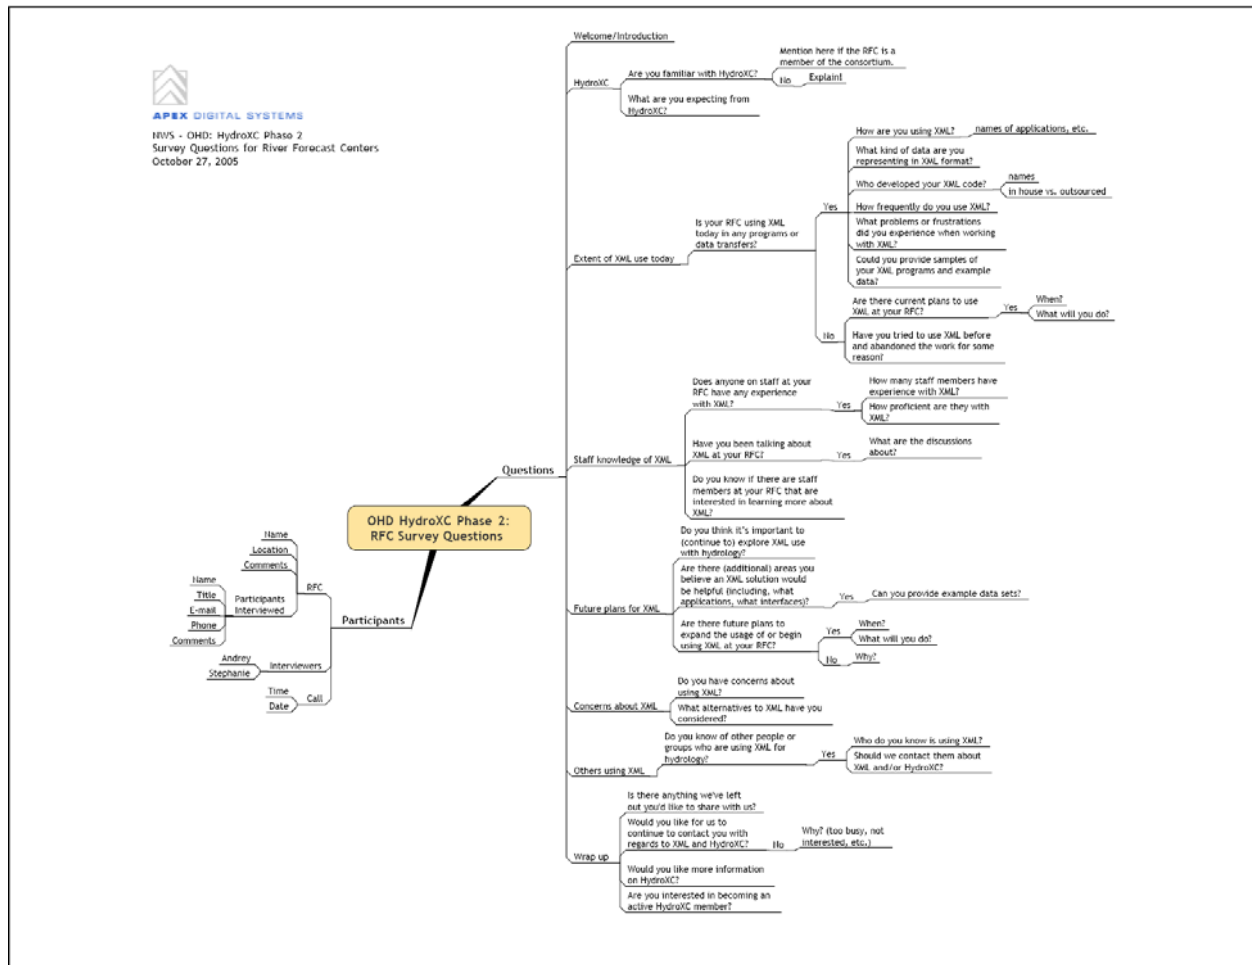 APEX DIGITAL SYSTEMS
NWS - OHD: HydroXC Phase 2
Survey Questions for River Forecast Centers
October 27, 2005
OHD HydroXC Phase 2:
RFC Survey Questions
Questions
Welcome/Introduction
HydroXC
Are you familiar with HydroXC?
Mention here if the RFC is a
member of the consortium.
No
Explain!
What are you expecting from
HydroXC?
Extent of XML use today
Is your RFC using XML
today in any programs or
data transfers?
Yes
How are you using XML?
names of applications, etc.
What kind of data are you
representing in XML format?
Who developed your XML code?
names
in house vs. outsourced
How frequently do you use XML?
What problems or frustrations
did you experience when working
with XML?
Could you provide samples of
your XML programs and example
data?
No
Are there current plans to use
XML at your RFC?
Yes
When?
What will you do?
Have you tried to use XML before
and abandoned the work for some
reason?
Staff knowledge of XML
Does anyone on staff at your
RFC have any experience
with XML?
Yes
How many staff members have
experience with XML?
How proficient are they with
XML?
Have you been talking about
XML at your RFC?
Yes
What are the discussions
about?
Do you know if there are staff
members at your RFC that are
interested in learning more about
XML?
Future plans for XML
Do you think it's important to
(continue to) explore XML use
with hydrology?
Are there (additional) areas you
believe an XML solution would
be helpful (including, what
applications, what interfaces)?
Yes
Can you provide example data sets?
Are there future plans to
expand the usage of or begin
using XML at your RFC?
Yes
When?
What will you do?
No
Why?
Concerns about XML
Do you have concerns about
using XML?
What alternatives to XML have you
considered?
Others using XML
Do you know of other people or
groups who are using XML for
hydrology?
Yes
Who do you know is using XML?
Should we contact them about
XML and/or HydroXC?
Wrap up
Is there anything we've left
out you'd like to share with us?
Would you like for us to
continue to contact you with
regards to XML and HydroXC?
No
Why? (too busy, not
interested, etc.)
Would you like more information
on HydroXC?
Are you interested in becoming an
active HydroXC member?
Participants
RFC
Name
Location
Comments
Participants
Interviewed
Name
Title
E-mail
Phone
Comments
Interviewers
Andrey
Stephanie
Call
Time
Date